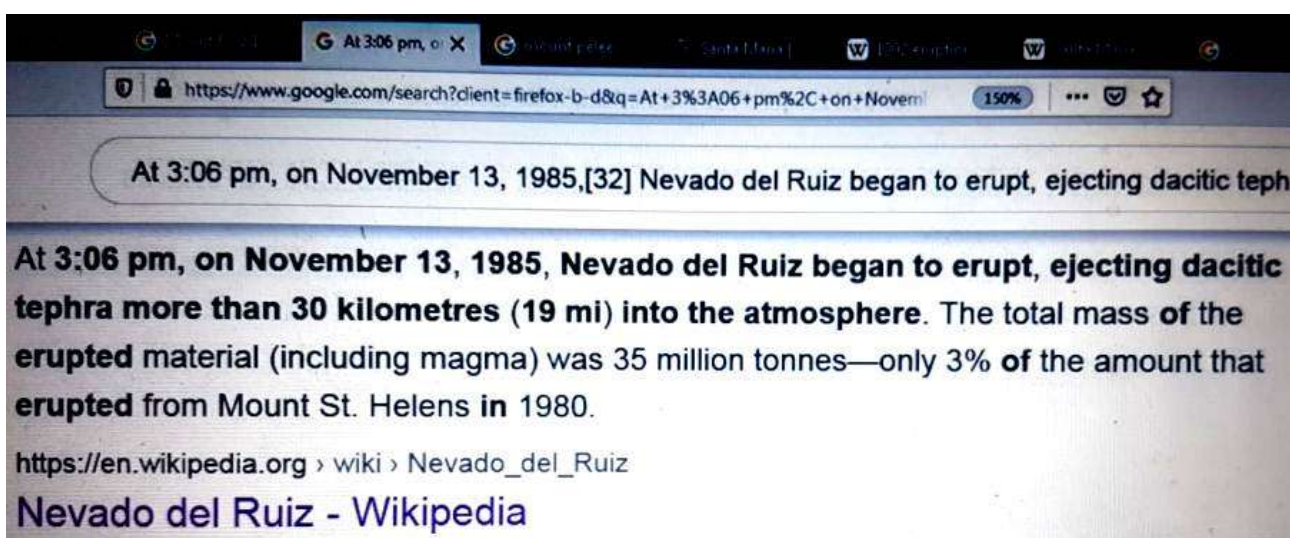 At 3:06 pm, o
https://www.google.com/search?client=firefox-b-d&q=At+3%3A06+pm%2C+on+Novem
150%
At 3:06 pm, on November 13, 1985,[32] Nevado del Ruiz began to erupt, ejecting dacitic teph
At 3:06 pm, on November 13, 1985, Nevado del Ruiz began to erupt, ejecting dacitic
tephra more than 30 kilometres (19 mi) into the atmosphere. The total mass of the
erupted material (including magma) was 35 million tonnes—only 3% of the amount that
erupted from Mount St. Helens in 1980.
https://en.wikipedia.org › wiki › Nevado_del_Ruiz
Nevado del Ruiz - Wikipedia